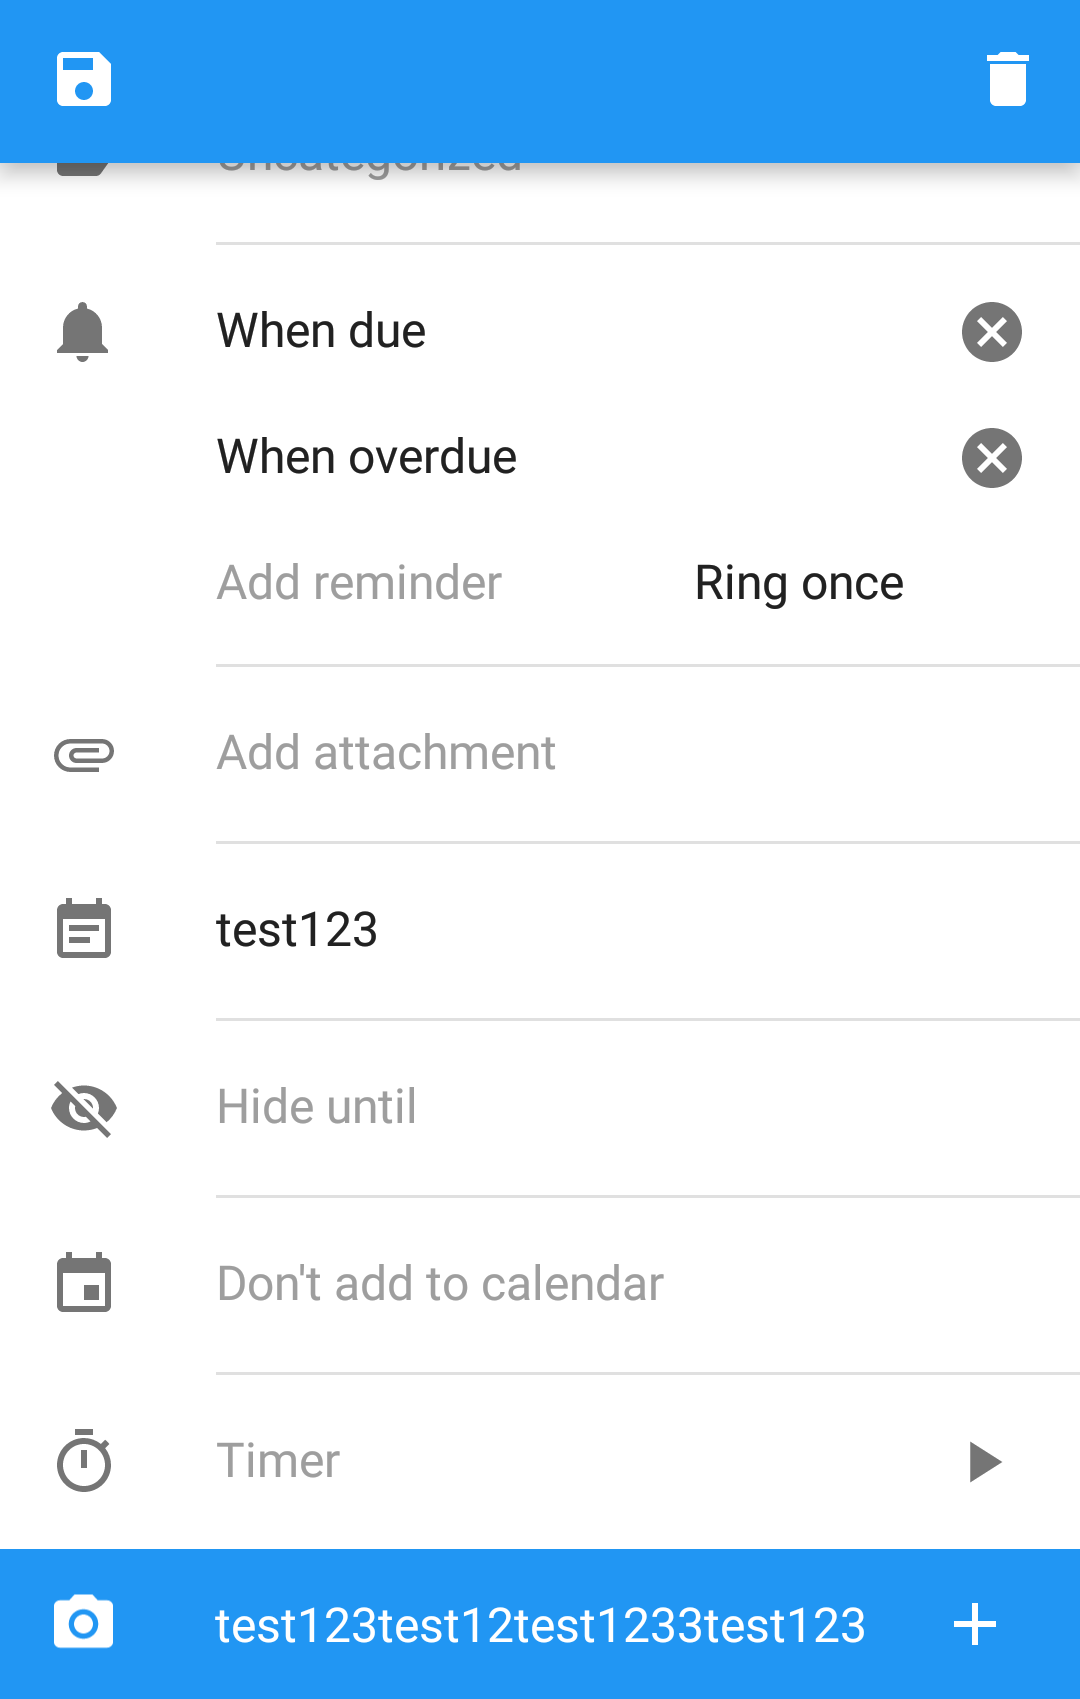 Uncategorized
When due
When overdue
Add reminder Ring once
Add attachment
test123
Hide until
Don't add to calendar
Timer
test123test12test1233test123